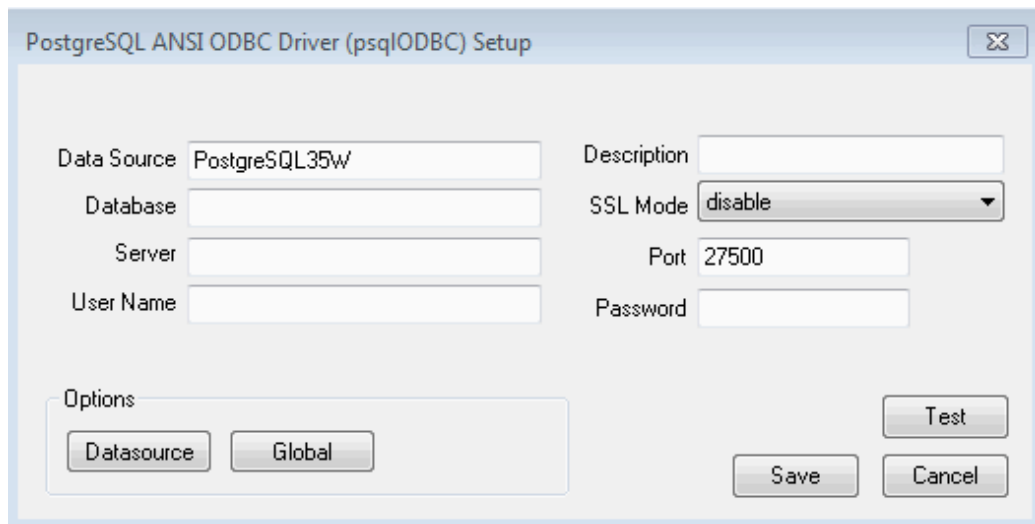 PostgreSQL ANSI ODBC Driver (psqlODBC) Setup
Data Source PostgreSQL35W Description
Database SSL Mode disable
Server Port 27500
User Name Password
Options
Datasource Global
Test
Save Cancel